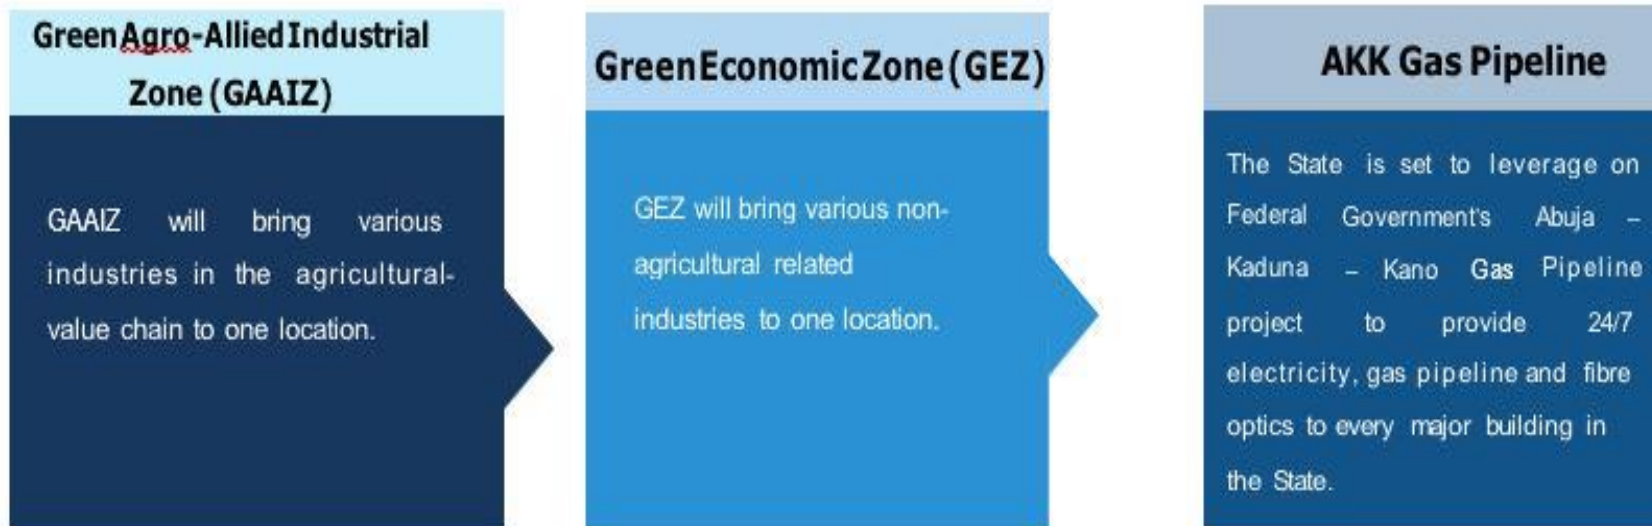 Green Agro-Allied Industrial
Zone (GAAIZ)
GAAIZ will bring various
industries in the agricultural-
value chain to one location.
Green Economic Zone (GEZ)
GEZ will bring various non-
agricultural related
industries to one location.
AKK Gas Pipeline
The State is set to leverage on
Federal Government's Abuja –
Kaduna – Kano Gas Pipeline
project to provide 24/7
electricity, gas pipeline and fibre
optics to every major building in
the State.